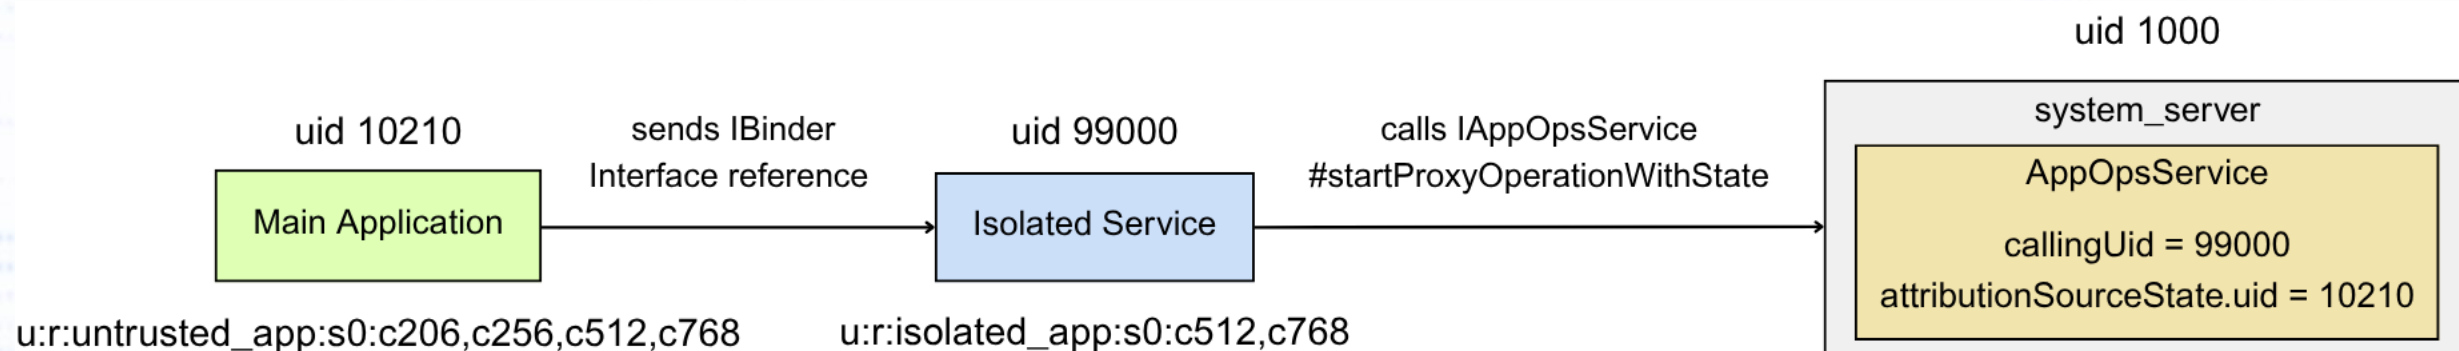 uid 1000
system_server
uid 10210
sends IBinder
Interface reference
uid 99000
calls IAppOpsService
#startProxyOperationWithState
AppOpsService
Main Application
Isolated Service
callingUid = 99000
attributionSourceState.uid = 10210
u:r:untrusted_app:s0:c206,c256,c512,c768
u:r:isolated_app:s0:c512,c768